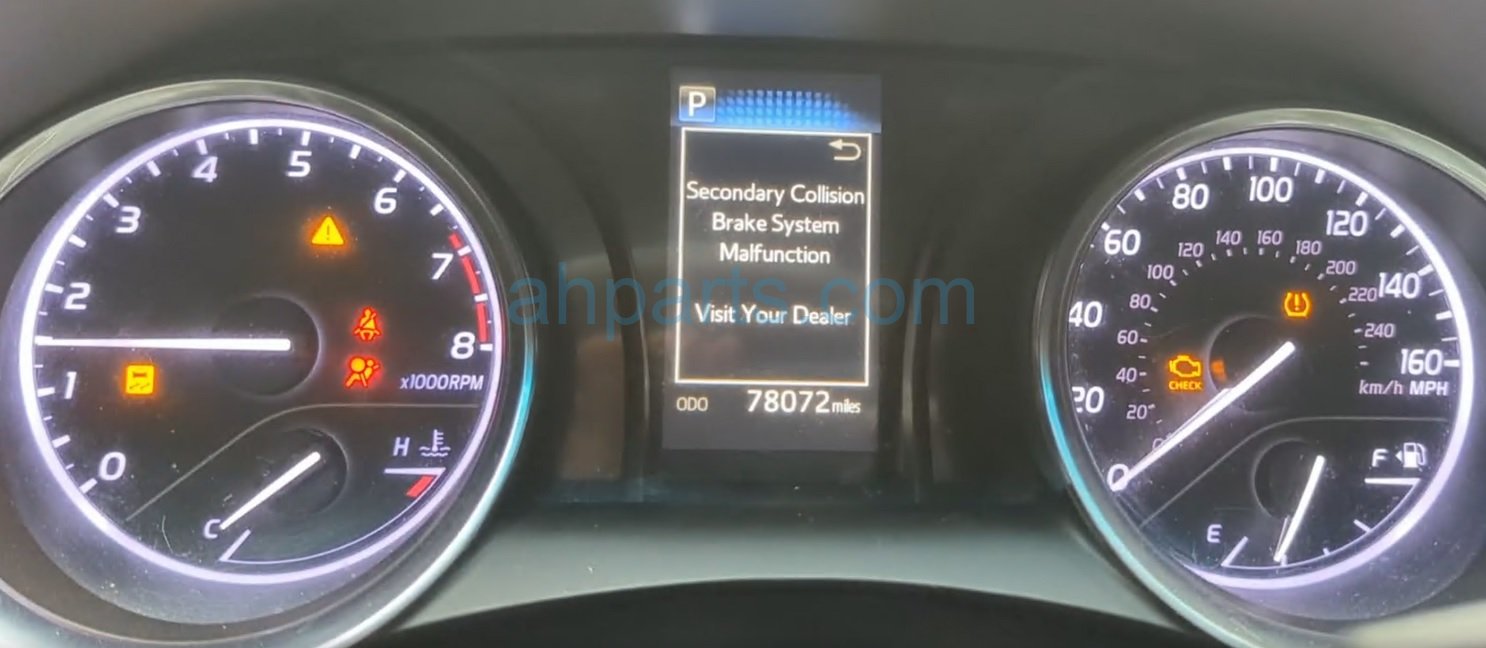 0
1
2
3
4
5
6
7
8
x1000RPM
H
C
P
Secondary Collision
Brake System
Malfunction
Visit Your Dealer
ODO 78072 miles
ahparts.com
0
20
40
60
80
100
120
140
160
km/h MPH
0
20
40
60
80
100
120
140
160
180
200
220
240
CHECK
F
E